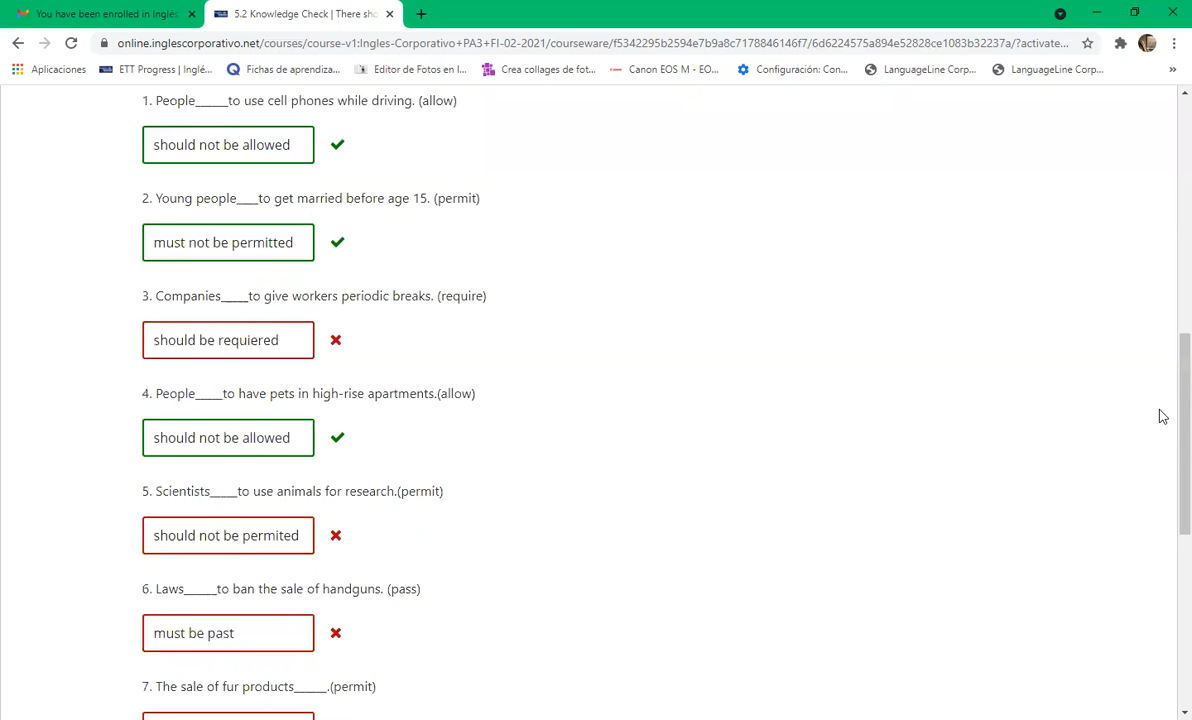 You have been enrolled in Inglés
5.2 Knowledge Check | There sho
online.inglescorporativo.net/courses/course-v1:Ingles-Corporativo+PA3+FI-02-2021/courseware/f5342295b2594e7b9a8c7178846146f7/6d6224575a894e52828ce1083b32237a/?activate...
Aplicaciones ETT Progress | Inglé... Fichas de aprendiza... Editor de Fotos en l... Crea collages de fot... Canon EOS M - EO... Configuración: Con... LanguageLine Corp... LanguageLine Corp... »
1. People______to use cell phones while driving. (allow)
should not be allowed
2. Young people____to get married before age 15. (permit)
must not be permitted
3. Companies_____to give workers periodic breaks. (require)
should be requiered
4. People_____to have pets in high-rise apartments.(allow)
should not be allowed
5. Scientists_____to use animals for research.(permit)
should not be permited
6. Laws______to ban the sale of handguns. (pass)
must be past
7. The sale of fur products______.(permit)